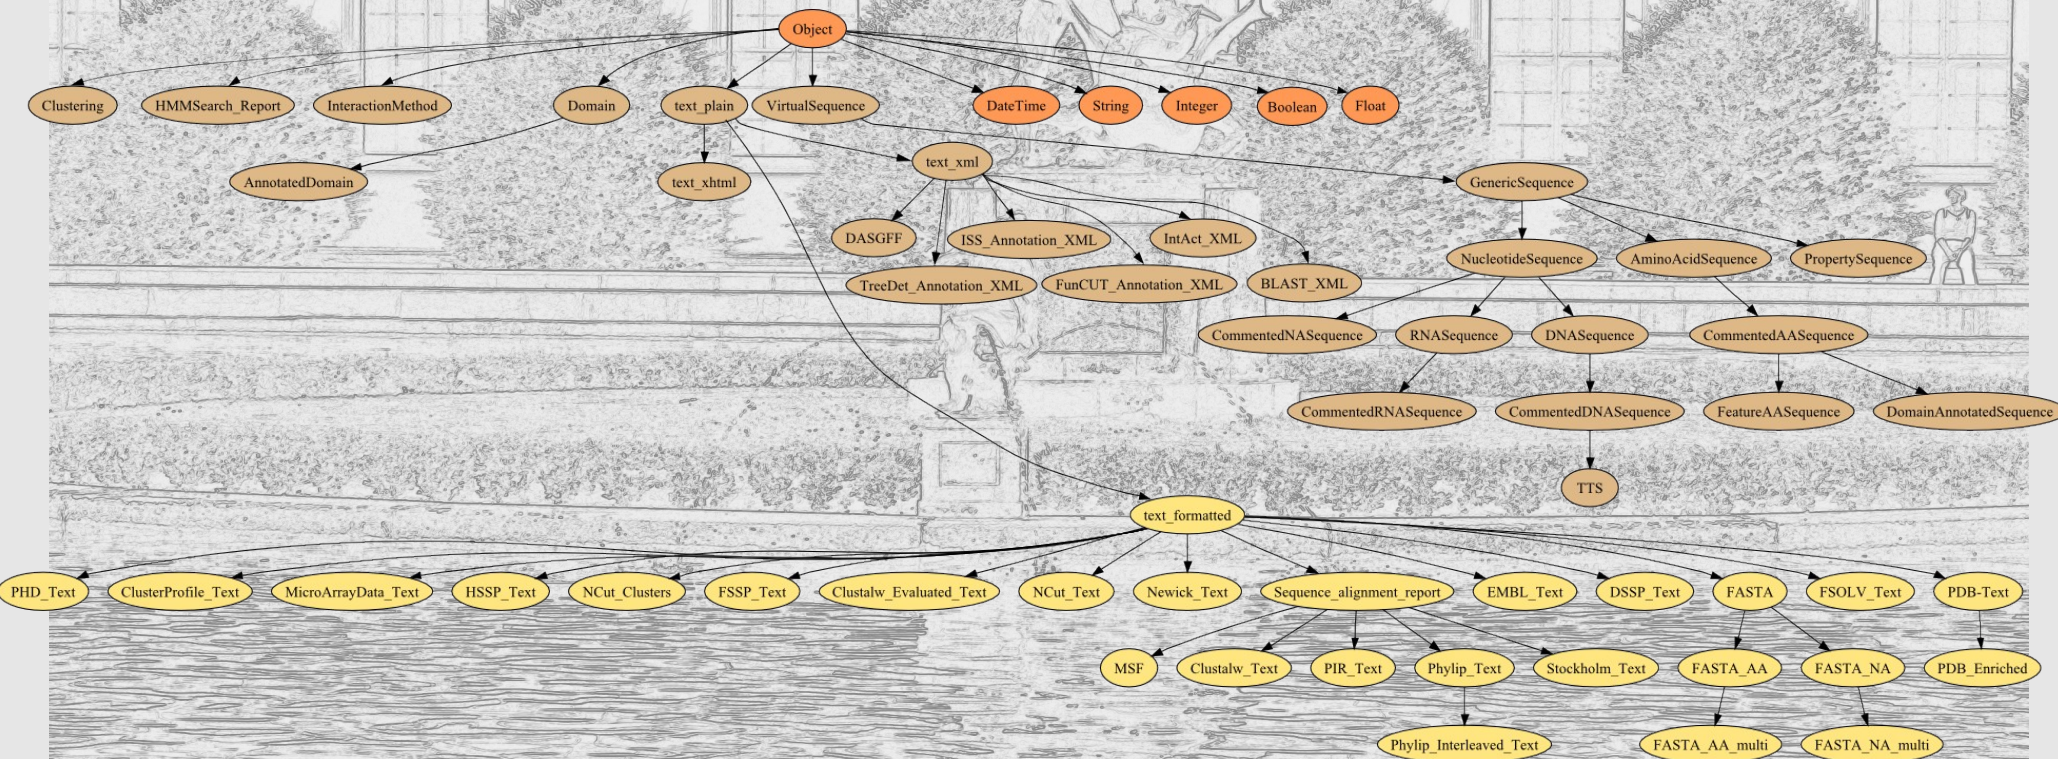 Object
Clustering HMMSearch_Report InteractionMethod Domain text_plain VirtualSequence DateTime String Integer Boolean Float
text_xml
AnnotatedDomain text_xhtml GenericSequence
DASGFF ISS_Annotation_XML IntAct_XML
NucleotideSequence AminoAcidSequence PropertySequence
TreeDet_Annotation_XML FunCUT_Annotation_XML BLAST_XML
CommentedNASequence RNASequence DNASequence CommentedAASequence
CommentedRNASequence CommentedDNASequence FeatureAASequence DomainAnnotatedSequence
TTS
text_formatted
PHD_Text ClusterProfile_Text MicroArrayData_Text HSSP_Text NCut_Clusters FSSP_Text Clustalw_Evaluated_Text NCut_Text Newick_Text Sequence_alignment_report EMBL_Text DSSP_Text FASTA FSOLV_Text PDB-Text
MSF Clustalw_Text PIR_Text Phylip_Text Stockholm_Text FASTA_AA FASTA_NA PDB_Enriched
Phylip_Interleaved_Text FASTA_AA_multi FASTA_NA_multi